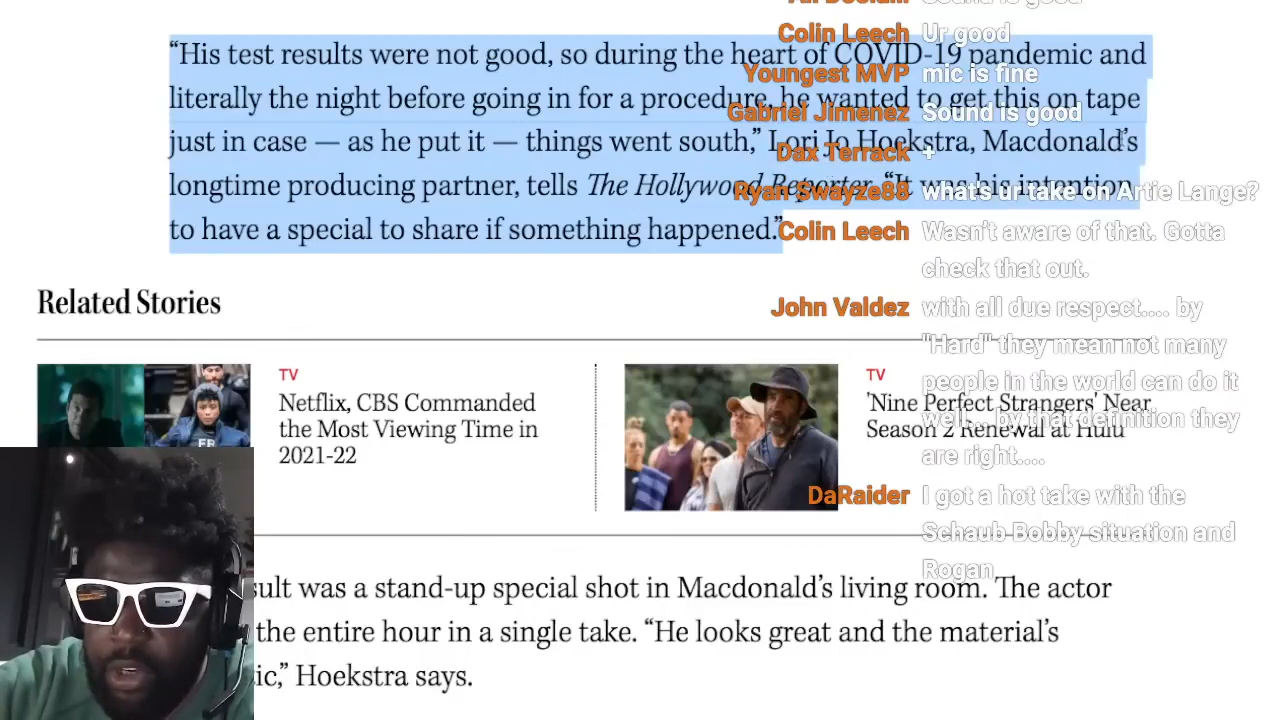 “His test results were not good, so during the heart of COVID-19 pandemic and
literally the night before going in for a procedure, he wanted to get this on tape
just in case — as he put it — things went south,” Lori Jo Hoekstra, Macdonald’s
longtime producing partner, tells The Hollywood Reporter. “It was his intention
to have a special to share if something happened.”
Related Stories
TV
Netflix, CBS Commanded
the Most Viewing Time in
2021-22
TV
'Nine Perfect Strangers' Near
Season 2 Renewal at Hulu
sult was a stand-up special shot in Macdonald’s living room. The actor
the entire hour in a single take. “He looks great and the material’s
ic,” Hoekstra says.
Sound is good
Colin Leech Ur good
Youngest MVP mic is fine
Gabriel Jimenez Sound is good
Dax Terrack +
Ryan Swayze88 what's ur take on Artie Lange?
Colin Leech Wasn't aware of that. Gotta
check that out.
John Valdez with all due respect.... by
"Hard" they mean not many
people in the world can do it
well... by that definition they
are right....
DaRaider I got a hot take with the
Schaub Bobby situation and
Rogan